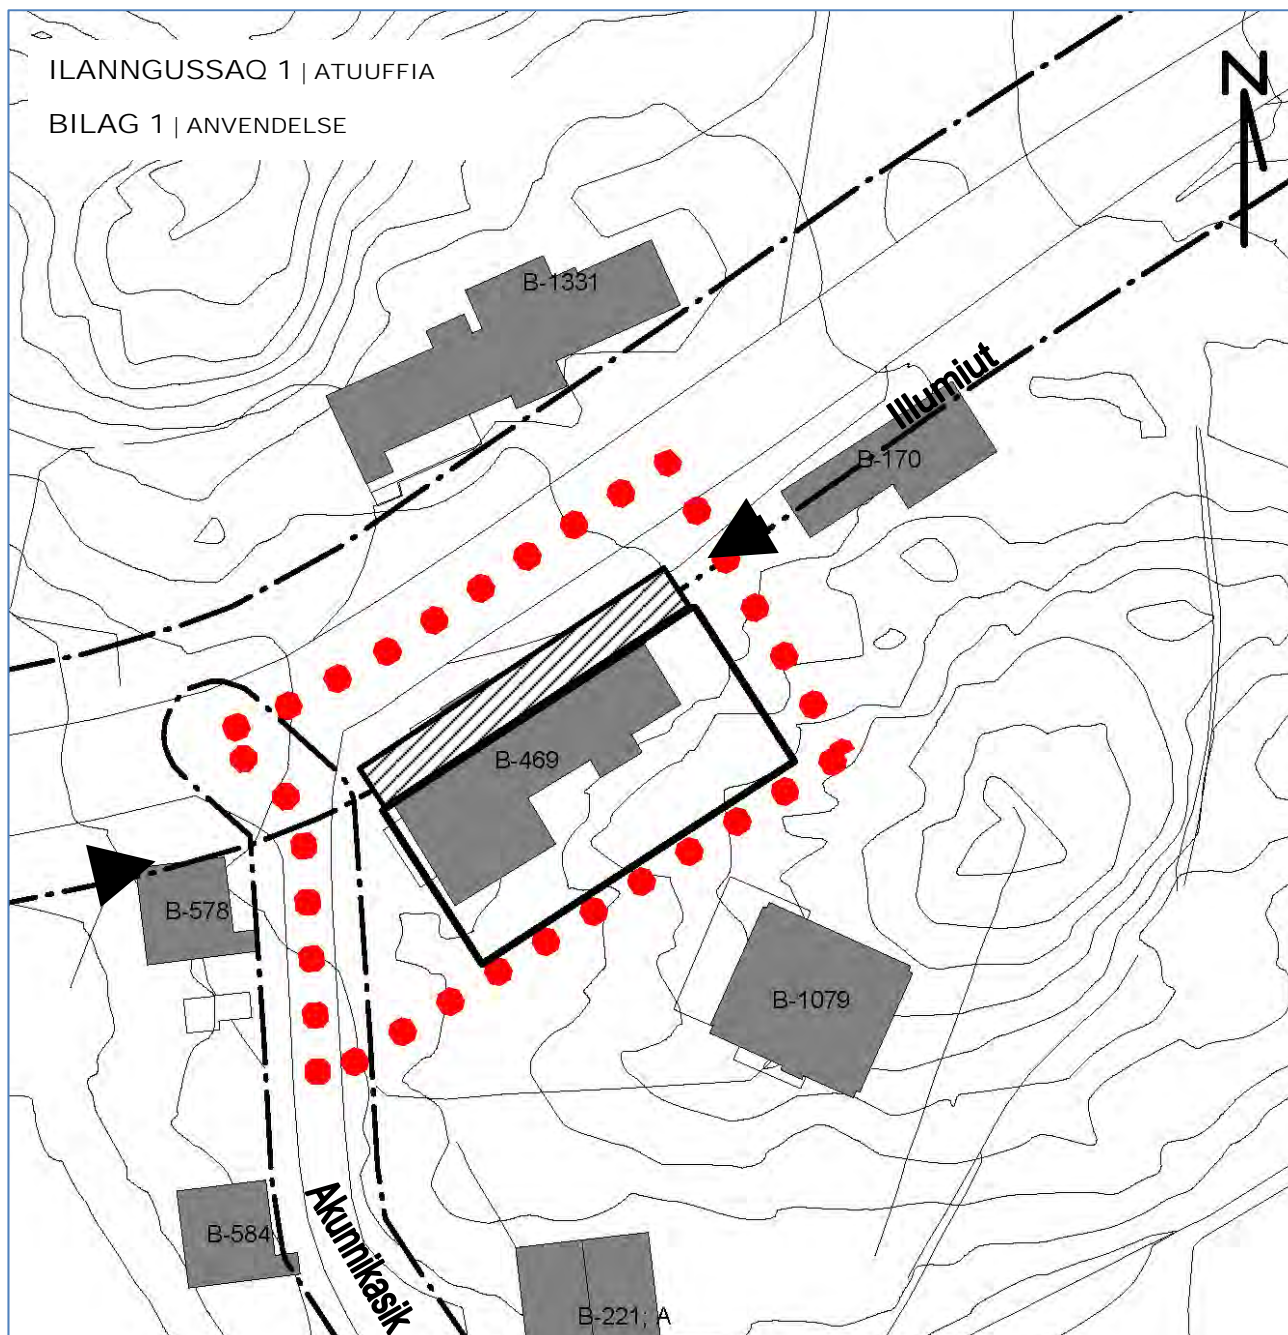 ILANNGUSSAQ 1 | ATUUFFIA
BILAG 1 | ANVENDELSE
N
B-1331
Illumiut
B-170
B-469
B-578
B-1079
B-584
Akunnikasik
B-221; A